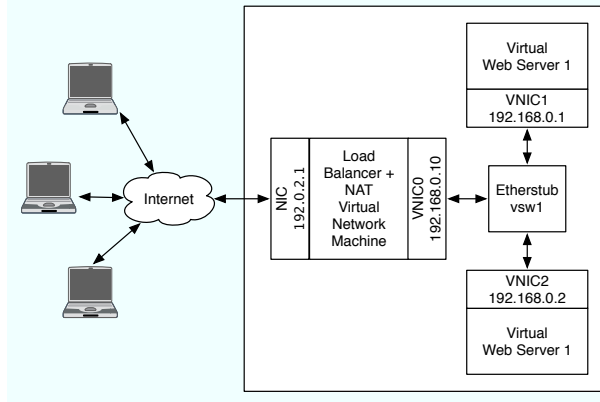 Virtual
Web Server 1
VNIC1
192.168.0.1
Internet
NIC
192.0.2.1
Load
Balancer +
NAT
Virtual
Network
Machine
VNIC0
192.168.0.10
Etherstub
vsw1
VNIC2
192.168.0.2
Virtual
Web Server 1